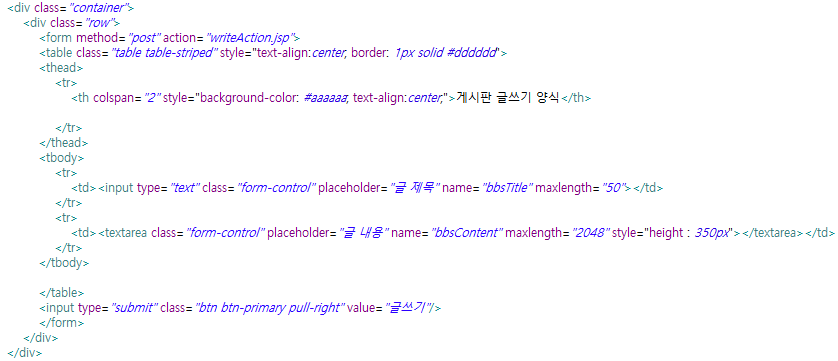 <div class="container">
<div class="row">
<form method="post" action="writeAction.jsp">
<table class="table table-striped" style="text-align:center, border: 1px solid #dddddd">
<thead>
<tr>
<th colspan="2" style="background-color: #aaaaaa; text-align:center;">게시판 글쓰기 양식</th>
</tr>
</thead>
<tbody>
<tr>
<td><input type="text" class="form-control" placeholder="글 제목" name="bbsTitle" maxlength="50"></td>
</tr>
<tr>
<td><textarea class="form-control" placeholder="글 내용" name="bbsContent" maxlength="2048" style="height : 350px"></textarea></td>
</tr>
</tbody>
</table>
<input type="submit" class="btn btn-primary pull-right" value="글쓰기"/>
</form>
</div>
</div>